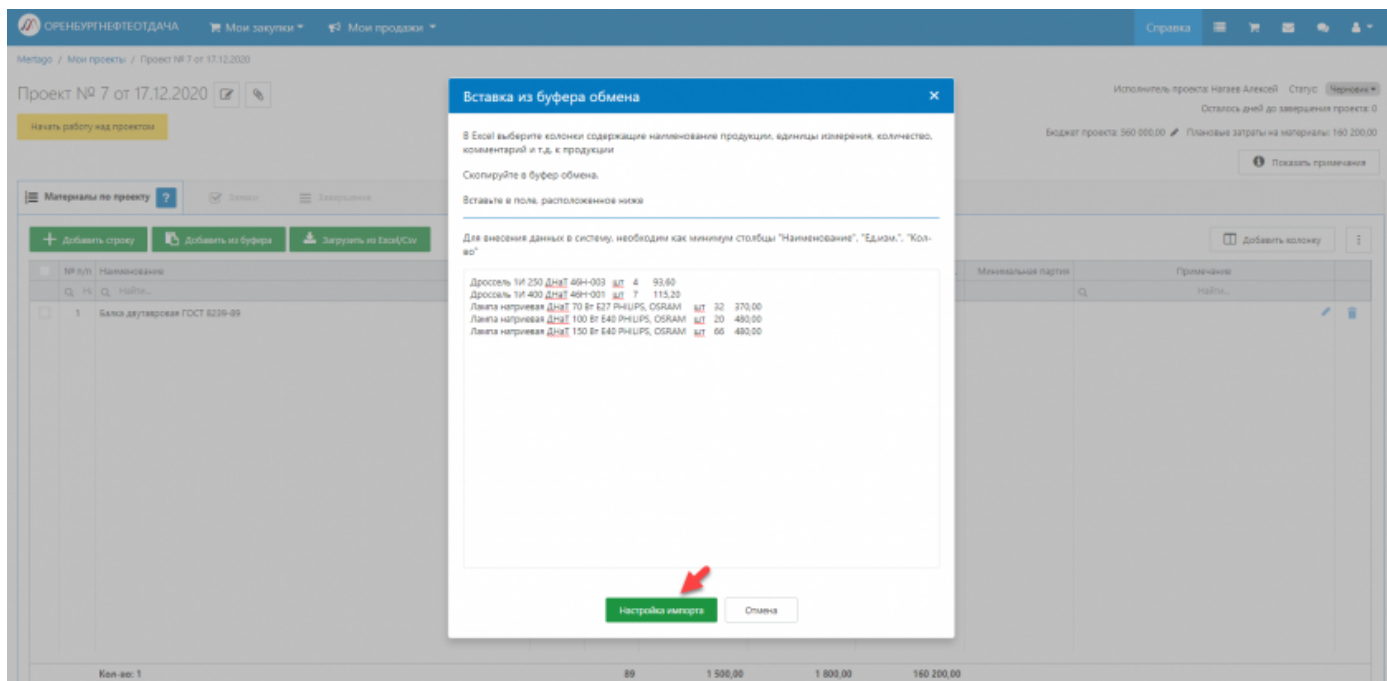 ОРЕНБУРГНЕФТЕОТДАЧА Мои закупки Мои продажи Справка
Mertago / Мои проекты / Проект № 7 от 17.12.2020
Проект № 7 от 17.12.2020
Исполнитель проекта: Нагаев Алексей Статус: Черновик
Осталось дней до завершения проекта: 0
Начать работу над проектом
Бюджет проекта: 560 000,00 Плановые затраты на материалы: 160 200,00
Показать примечания
Материалы по проекту ? Заявки Завершение
Добавить строку Добавить из буфера Загрузить из Excel/Csv Добавить колонку
№ п/п Наименование Минимальная партия Примечание
Н Найти... Найти...
1 Балка двутавровая ГОСТ 8239-89
Вставка из буфера обмена
В Excel выберите колонки содержащие наименование продукции, единицы измерения, количество,
комментарий и т.д. к продукции
Скопируйте в буфер обмена.
Вставьте в поле, расположенное ниже
Для внесения данных в систему, необходим как минимум столбцы "Наименование", "Ед.изм.", "Кол-
во"
Дроссель 1И 250 ДНаТ 46Н-003 шт 4 93,60
Дроссель 1И 400 ДНаТ 46Н-001 шт 7 115,20
Лампа натриевая ДНаТ 70 Вт Е27 PHILIPS, OSRAM шт 32 370,00
Лампа натриевая ДНаТ 100 Вт Е40 PHILIPS, OSRAM шт 20 480,00
Лампа натриевая ДНаТ 150 Вт Е40 PHILIPS, OSRAM шт 66 480,00
Настройка импорта Отмена
Кол-во: 1 89 1 500,00 1 800,00 160 200,00